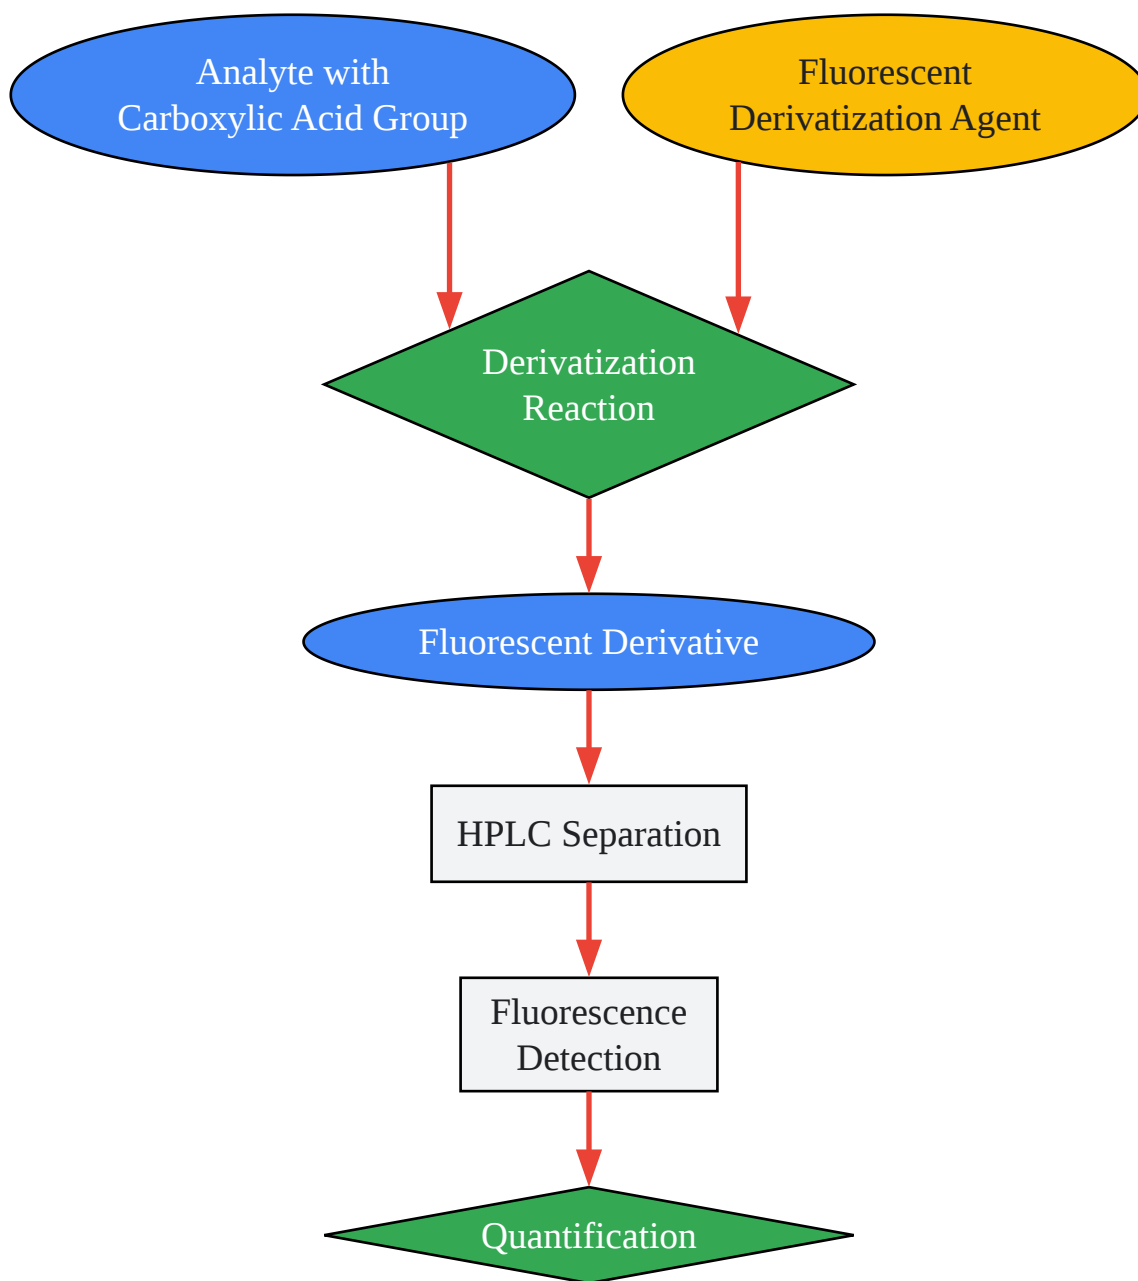 Analyte with
Carboxylic Acid Group
Fluorescent
Derivatization Agent
Derivatization
Reaction
Fluorescent Derivative
HPLC Separation
Fluorescence
Detection
Quantification